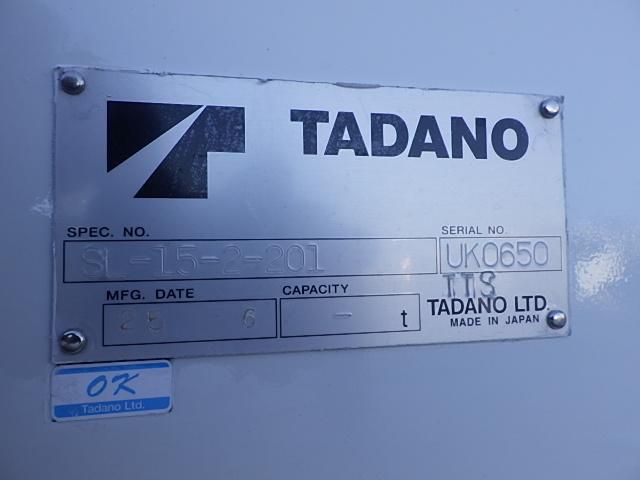 TADANO
SPEC. NO.
SERIAL NO.
SL-15-2-201
UK0650
MFG. DATE
CAPACITY
ITS
25 6
- t
TADANO LTD.
MADE IN JAPAN
OK
Tadano Ltd.